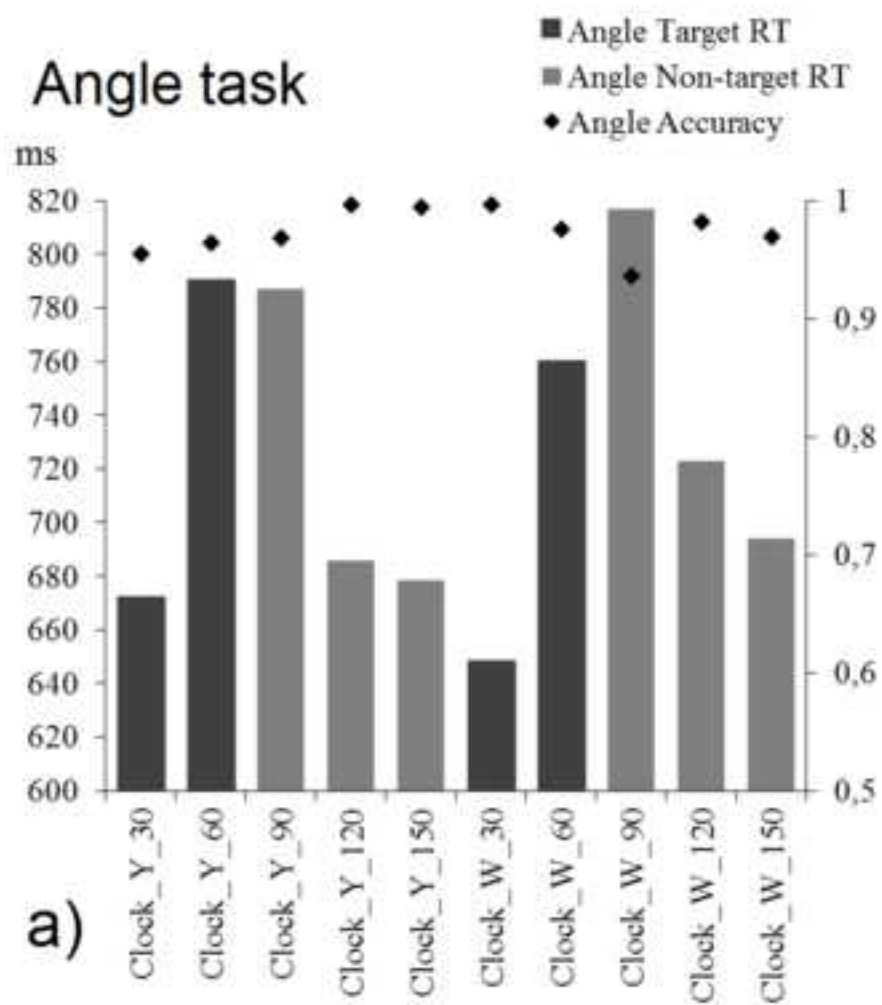 Angle task
Angle Target RT
Angle Non-target RT
Angle Accuracy
ms
820
800
780
760
740
720
700
680
660
640
620
600
1
0,9
0,8
0,7
0,6
0,5
Clock_Y_30
Clock_Y_60
Clock_Y_90
Clock_Y_120
Clock_Y_150
Clock_W_30
Clock_W_60
Clock_W_90
Clock_W_120
Clock_W_150
a)